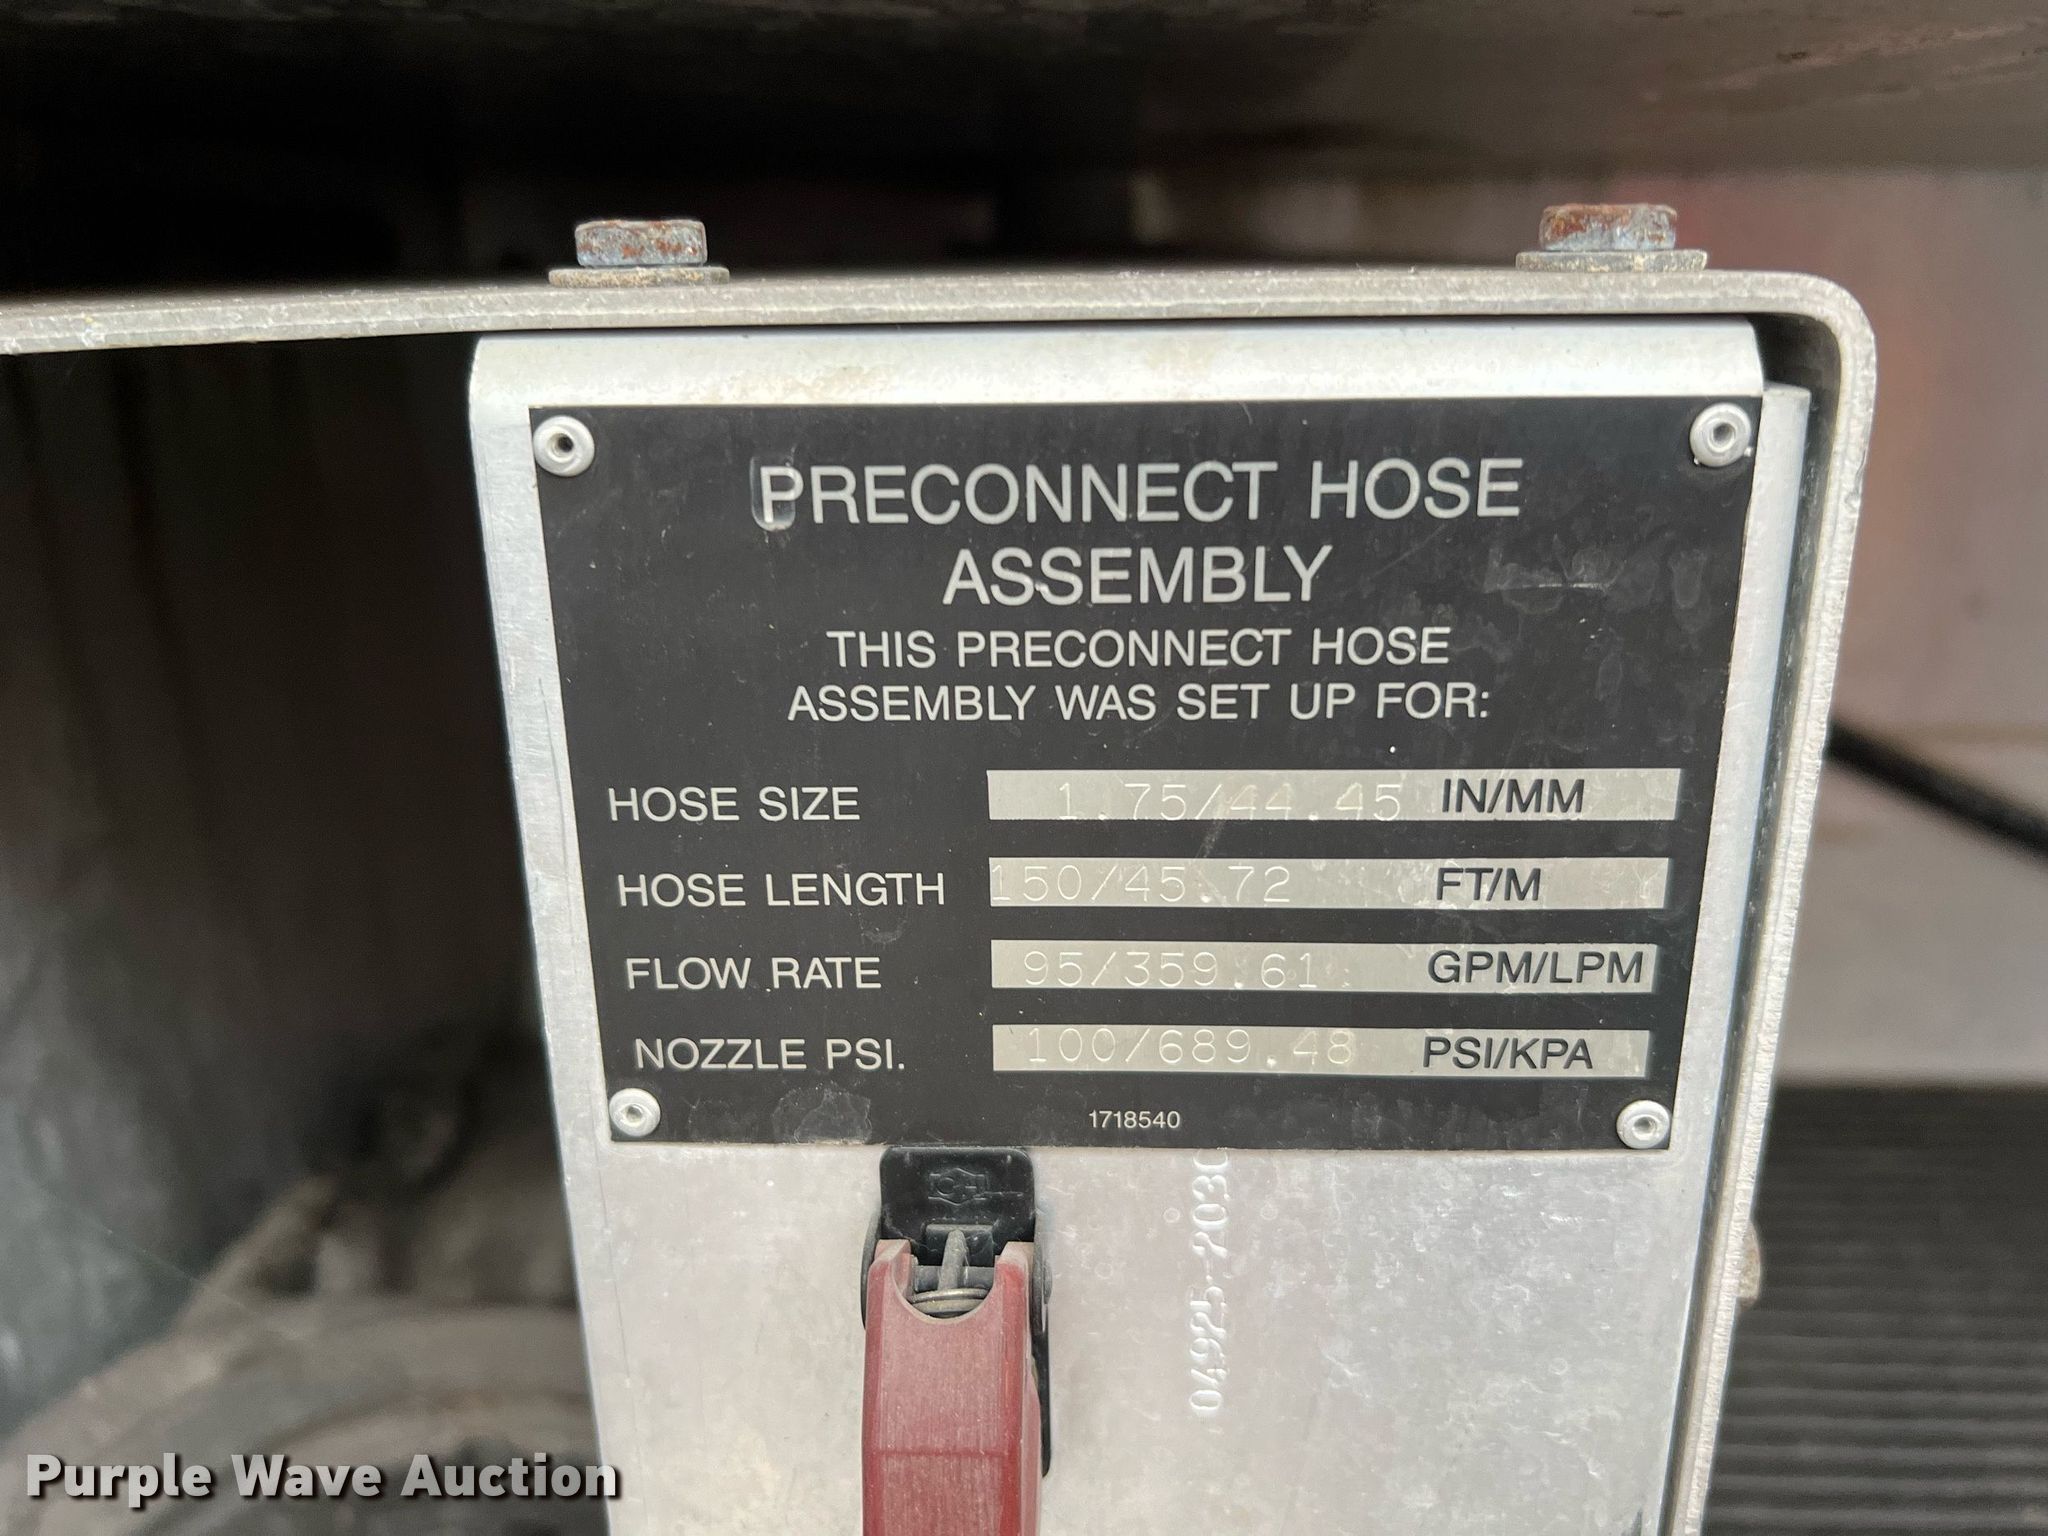 PRECONNECT HOSE
ASSEMBLY
THIS PRECONNECT HOSE
ASSEMBLY WAS SET UP FOR:
HOSE SIZE 1.75/44.45 IN/MM
HOSE LENGTH 150/45.72 FT/M
FLOW RATE 95/359.61 GPM/LPM
NOZZLE PSI. 100/689.48 PSI/KPA
1718540
04925-2030
Purple Wave Auction